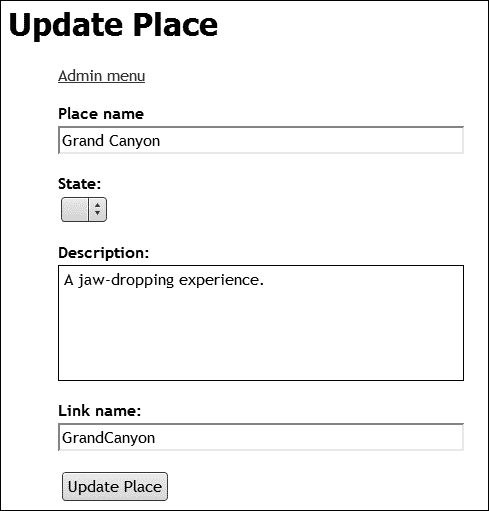 Update Place
Admin menu
Place name
Grand Canyon
State:
Description:
A jaw-dropping experience.
Link name:
GrandCanyon
Update Place